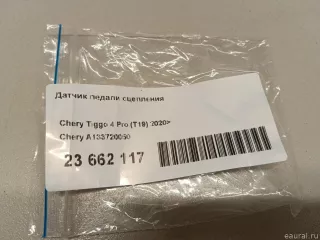 Датчик педали сцепления
Chery Tiggo 4 Pro (T19) 2020>
Chery A133720050
23 662 117
eaural.ru